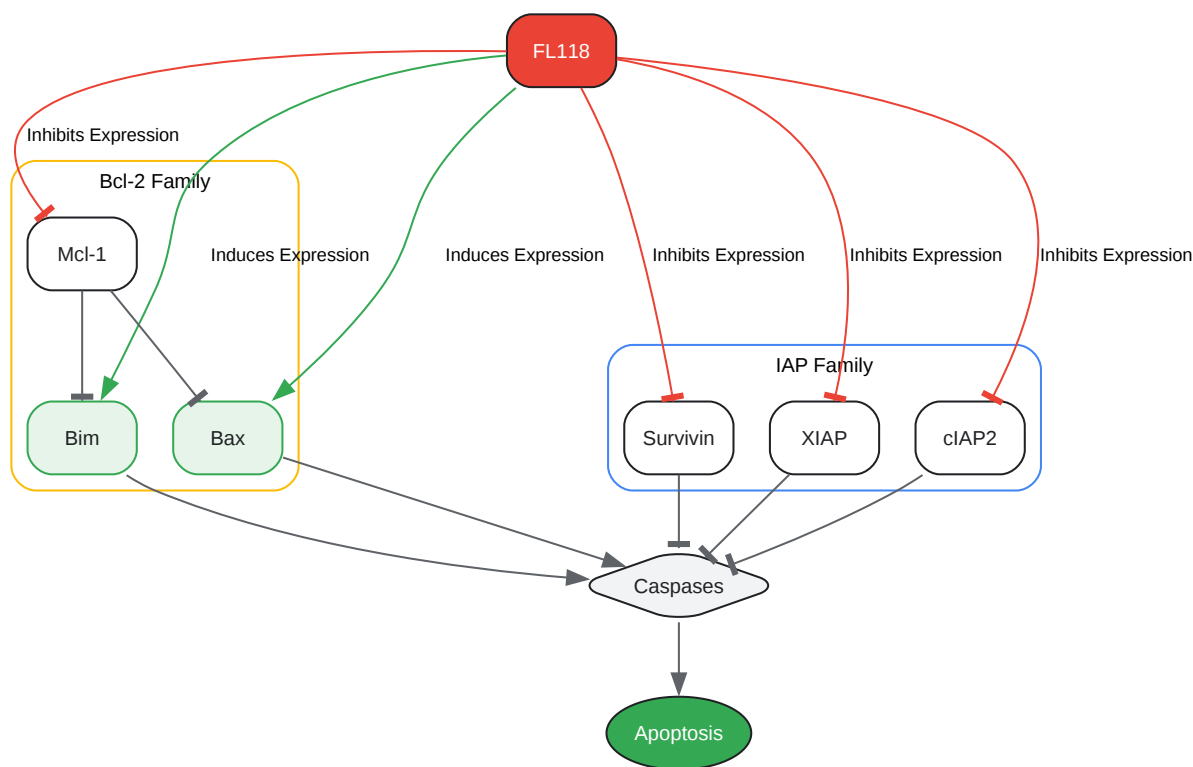 FL118
Inhibits Expression
Bcl-2 Family
Mcl-1
Induces Expression
Induces Expression
Inhibits Expression
Inhibits Expression
Inhibits Expression
IAP Family
Bim
Bax
Survivin
XIAP
cIAP2
Caspases
Apoptosis